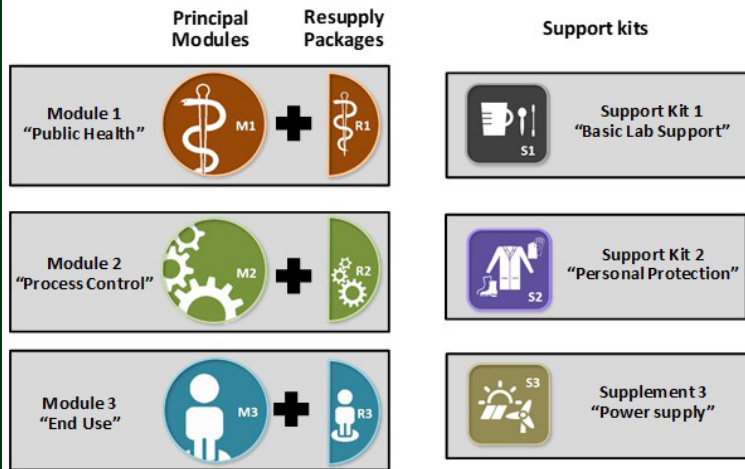 Principal
Modules
Resupply
Packages
Support kits
Module 1
“Public Health”
M1
R1
S1
Support Kit 1
“Basic Lab Support”
Module 2
“Process Control”
M2
R2
S2
Support Kit 2
“Personal Protection”
Module 3
“End Use”
M3
R3
S3
Supplement 3
“Power supply”